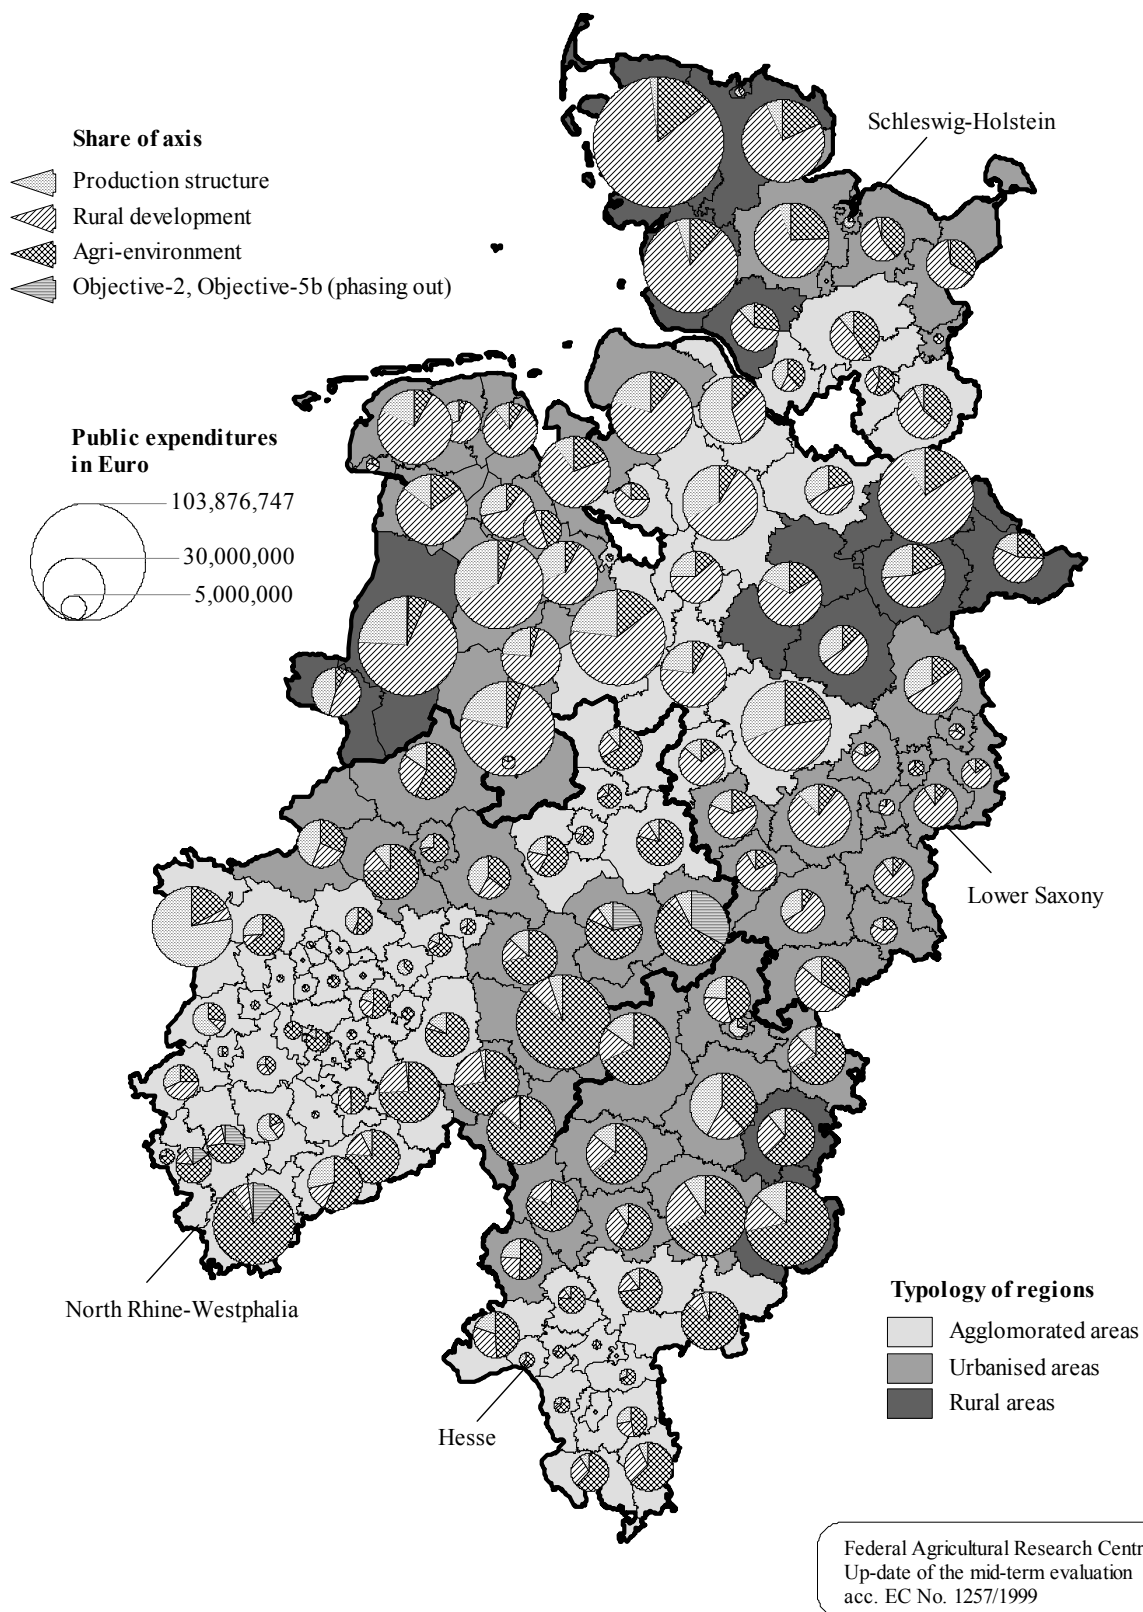 Schleswig-Holstein
Share of axis
Production structure
Rural development
Agri-environment
Objective-2, Objective-5b (phasing out)
Public expenditures
in Euro
103,876,747
30,000,000
5,000,000
Lower Saxony
North Rhine-Westphalia
Hesse
Typology of regions
Agglomorated areas
Urbanised areas
Rural areas
Federal Agricultural Research Centr
Up-date of the mid-term evaluation
acc. EC No. 1257/1999